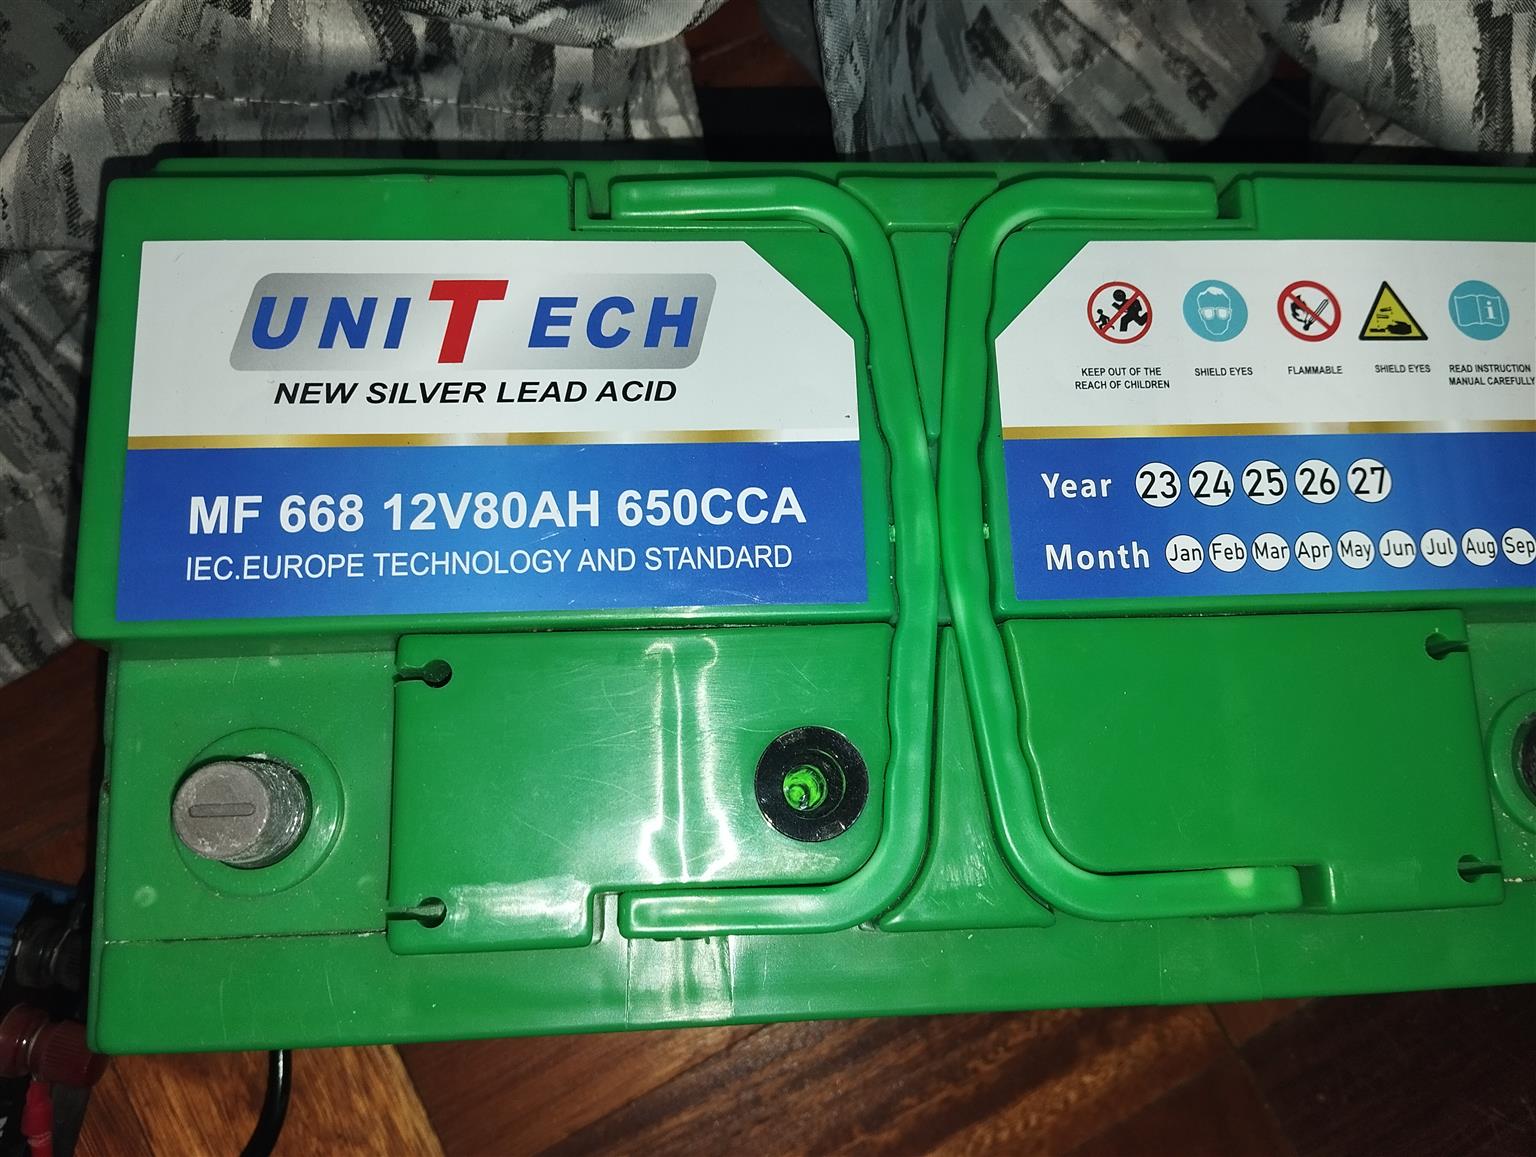 UNITECH
NEW SILVER LEAD ACID
MF 668 12V80AH 650CCA
IEC.EUROPE TECHNOLOGY AND STANDARD
KEEP OUT OF THE
REACH OF CHILDREN
SHIELD EYES
FLAMMABLE
SHIELD EYES
READ INSTRUCTION
MANUAL CAREFULLY
Year 23 24 25 26 27
Month Jan Feb Mar Apr May Jun Jul Aug Sep